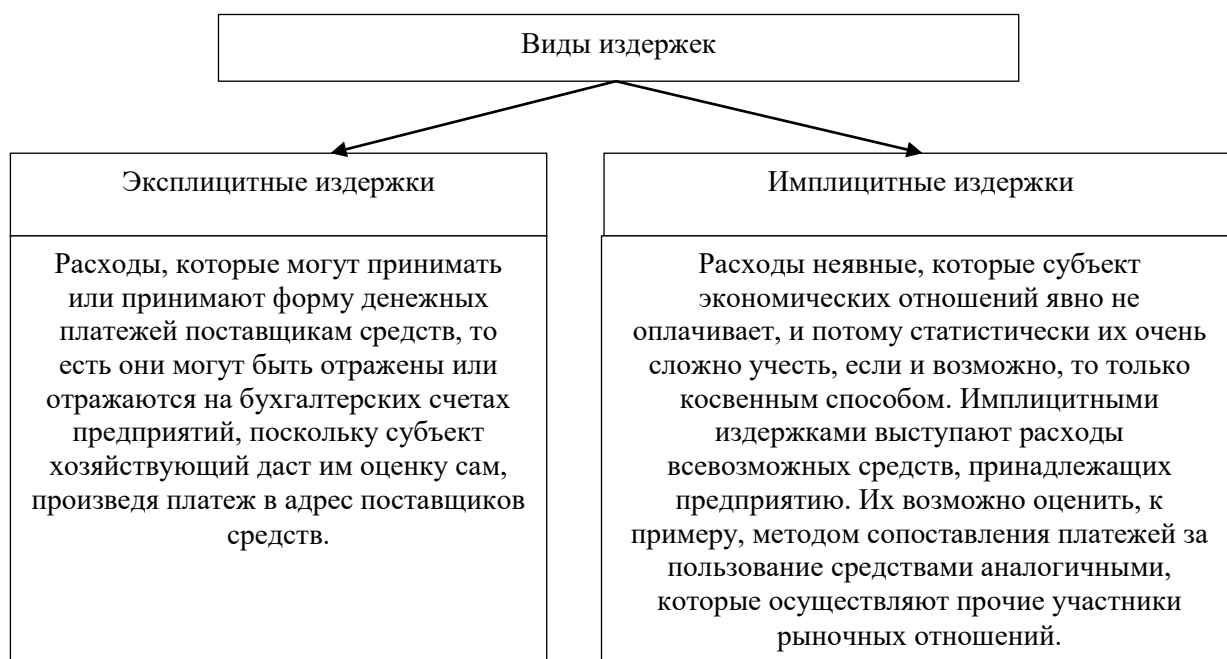 Виды издержек
Эксплицитные издержки
Расходы, которые могут принимать
или принимают форму денежных
платежей поставщикам средств, то
есть они могут быть отражены или
отражаются на бухгалтерских счетах
предприятий, поскольку субъект
хозяйствующий даст им оценку сам,
произведя платеж в адрес поставщиков
средств.
Имплицитные издержки
Расходы неявные, которые субъект
экономических отношений явно не
оплачивает, и потому статистически их очень
сложно учесть, если и возможно, то только
косвенным способом. Имплицитными
издержками выступают расходы
всевозможных средств, принадлежащих
предприятию. Их возможно оценить, к
примеру, методом сопоставления платежей за
пользование средствами аналогичными,
которые осуществляют прочие участники
рыночных отношений.